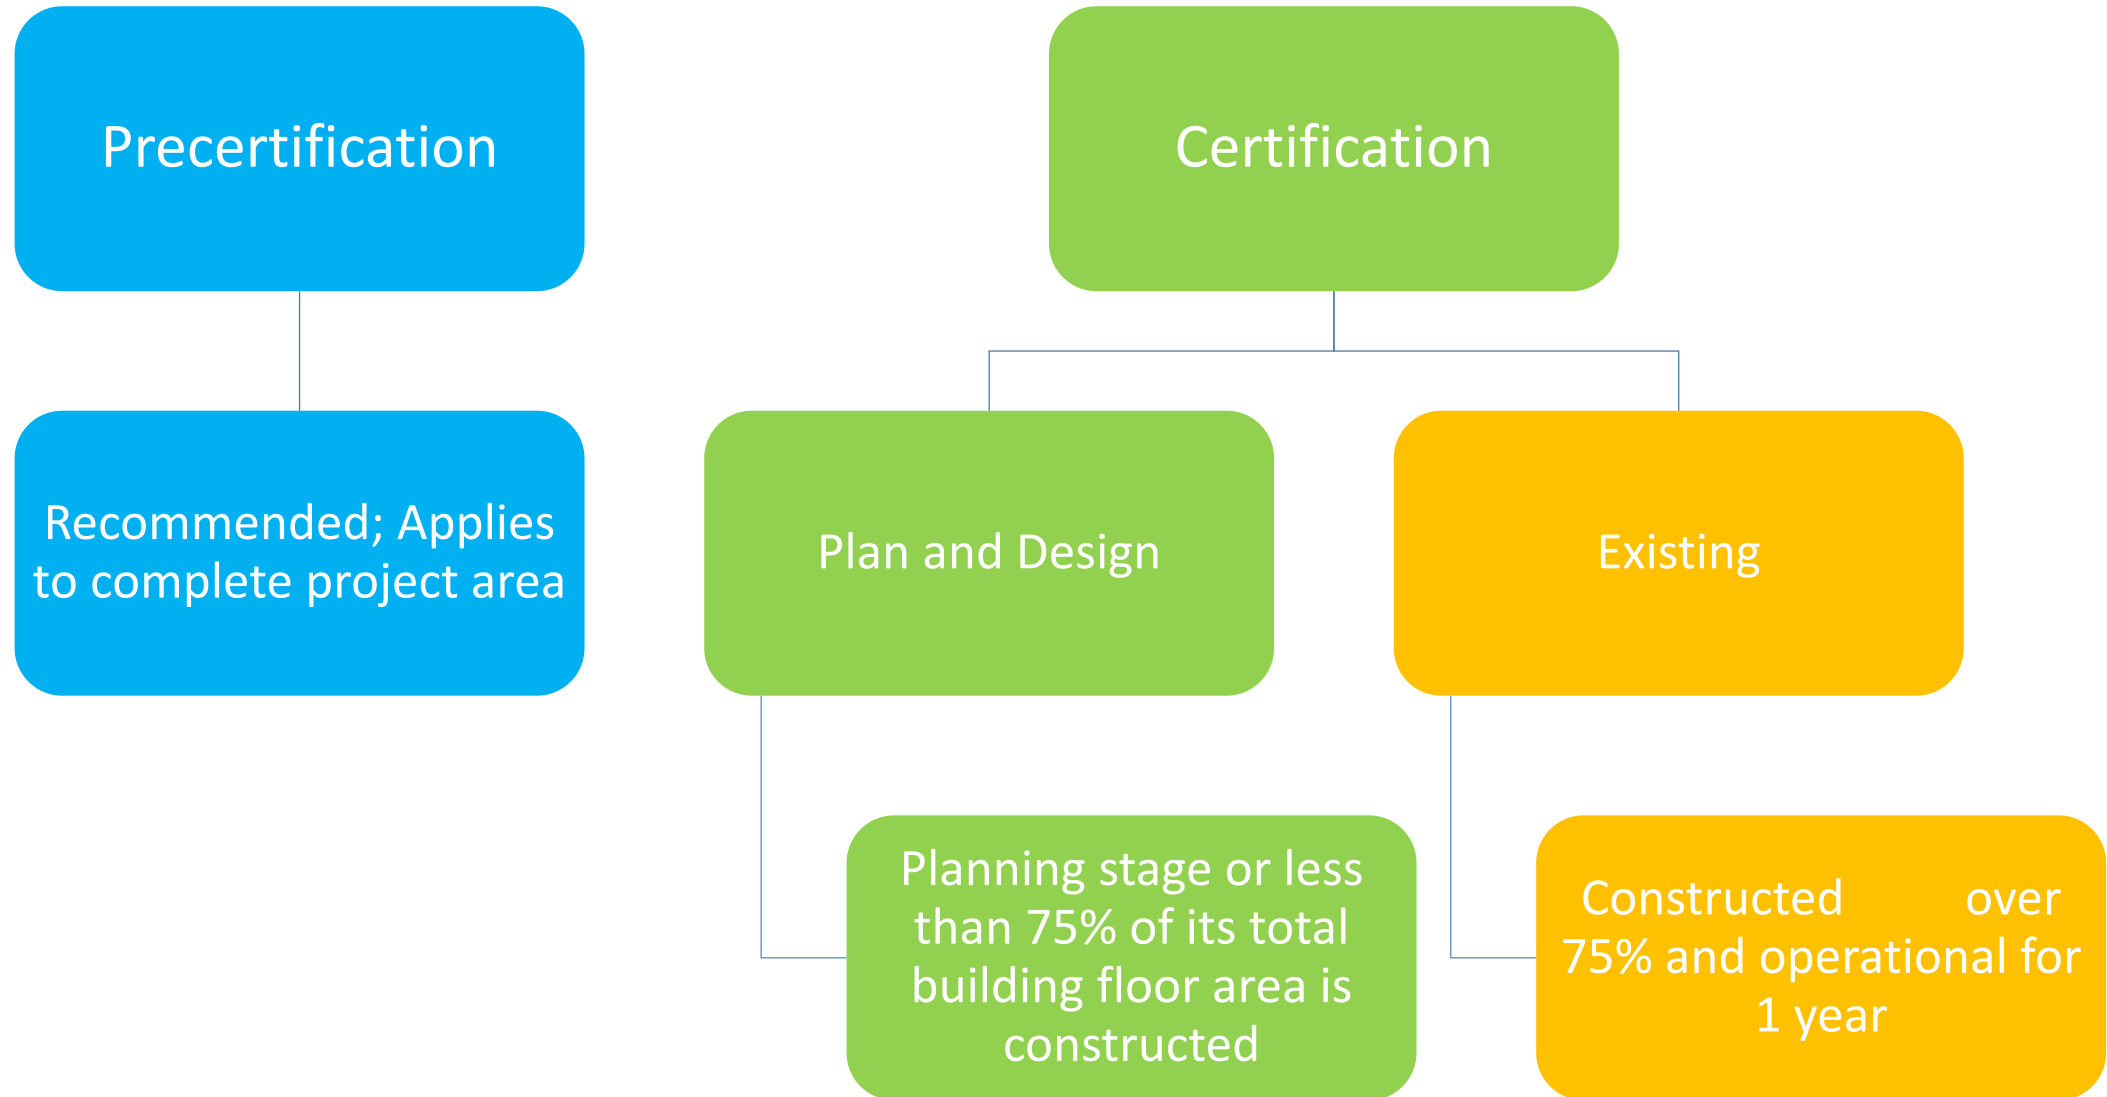 Precertification
Certification
Recommended; Applies
to complete project area
Plan and Design
Existing
Planning stage or less
than 75% of its total
building floor area is
constructed
Constructed over
75% and operational for
1 year